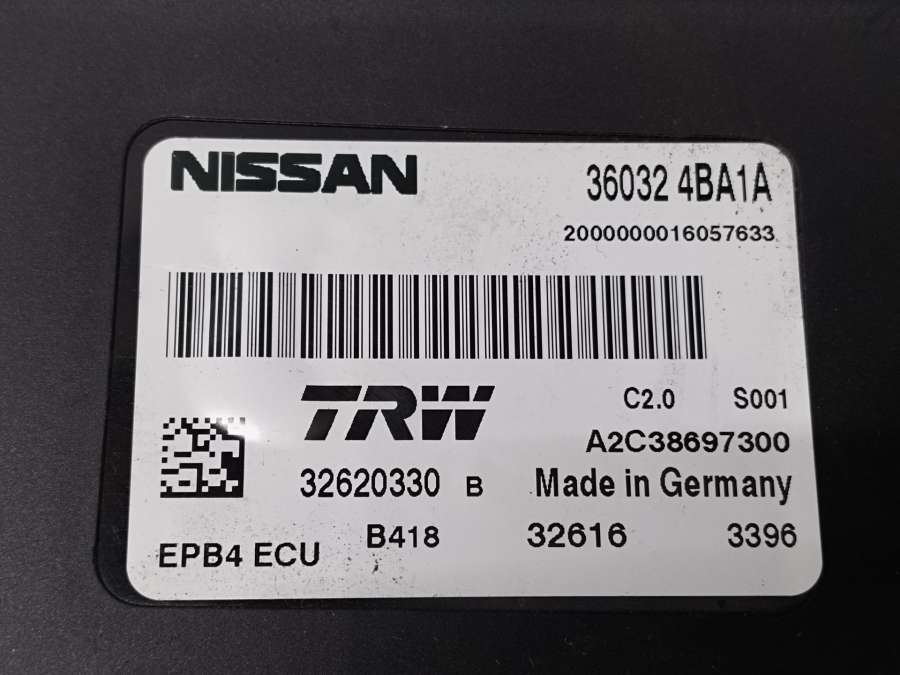 NISSAN 36032 4BA1A
2000000016057633
TRW C2.0 S001
A2C38697300
32620330 B Made in Germany
EPB4 ECU B418 32616 3396